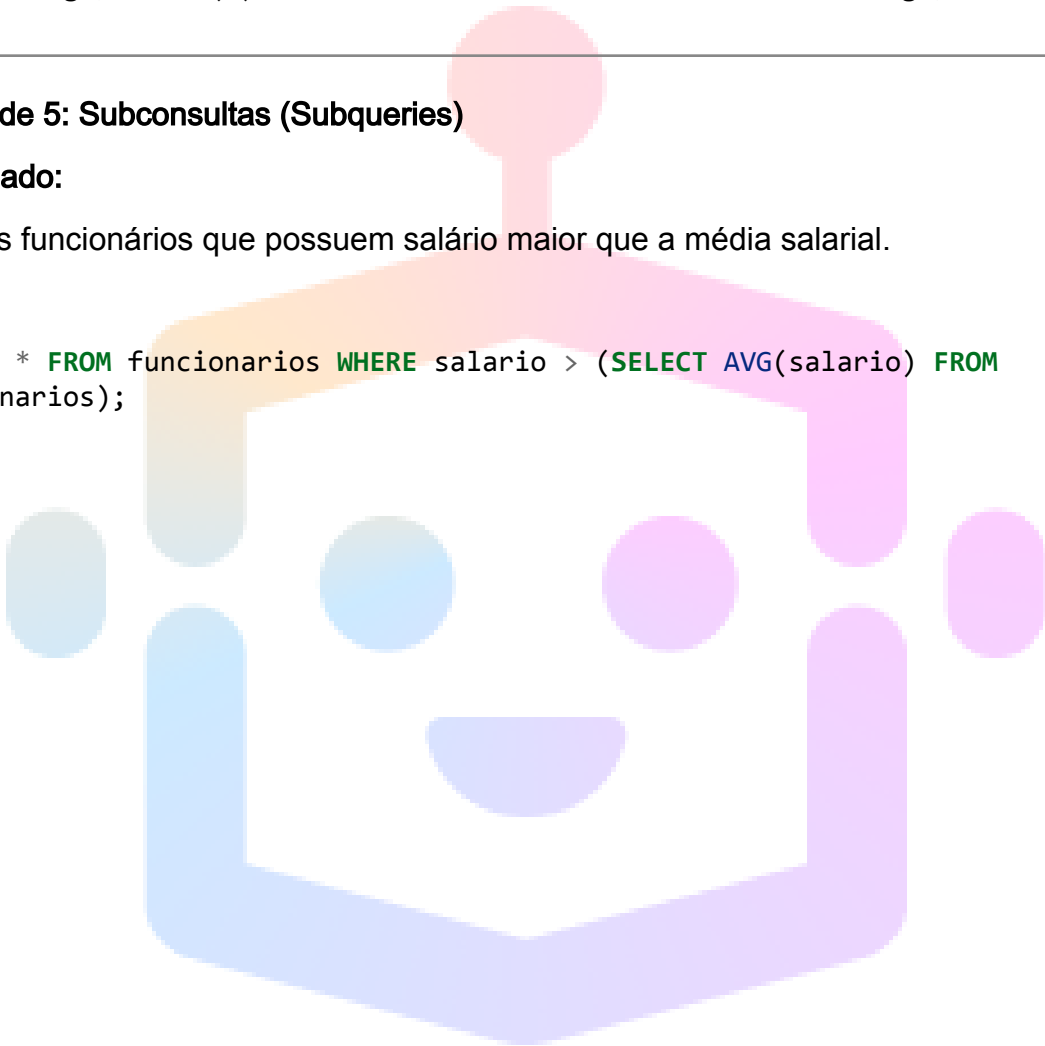 de 5: Subconsultas (Subqueries)
ado:
s funcionários que possuem salário maior que a média salarial.
* FROM funcionarios WHERE salario > (SELECT AVG(salario) FROM
narios);